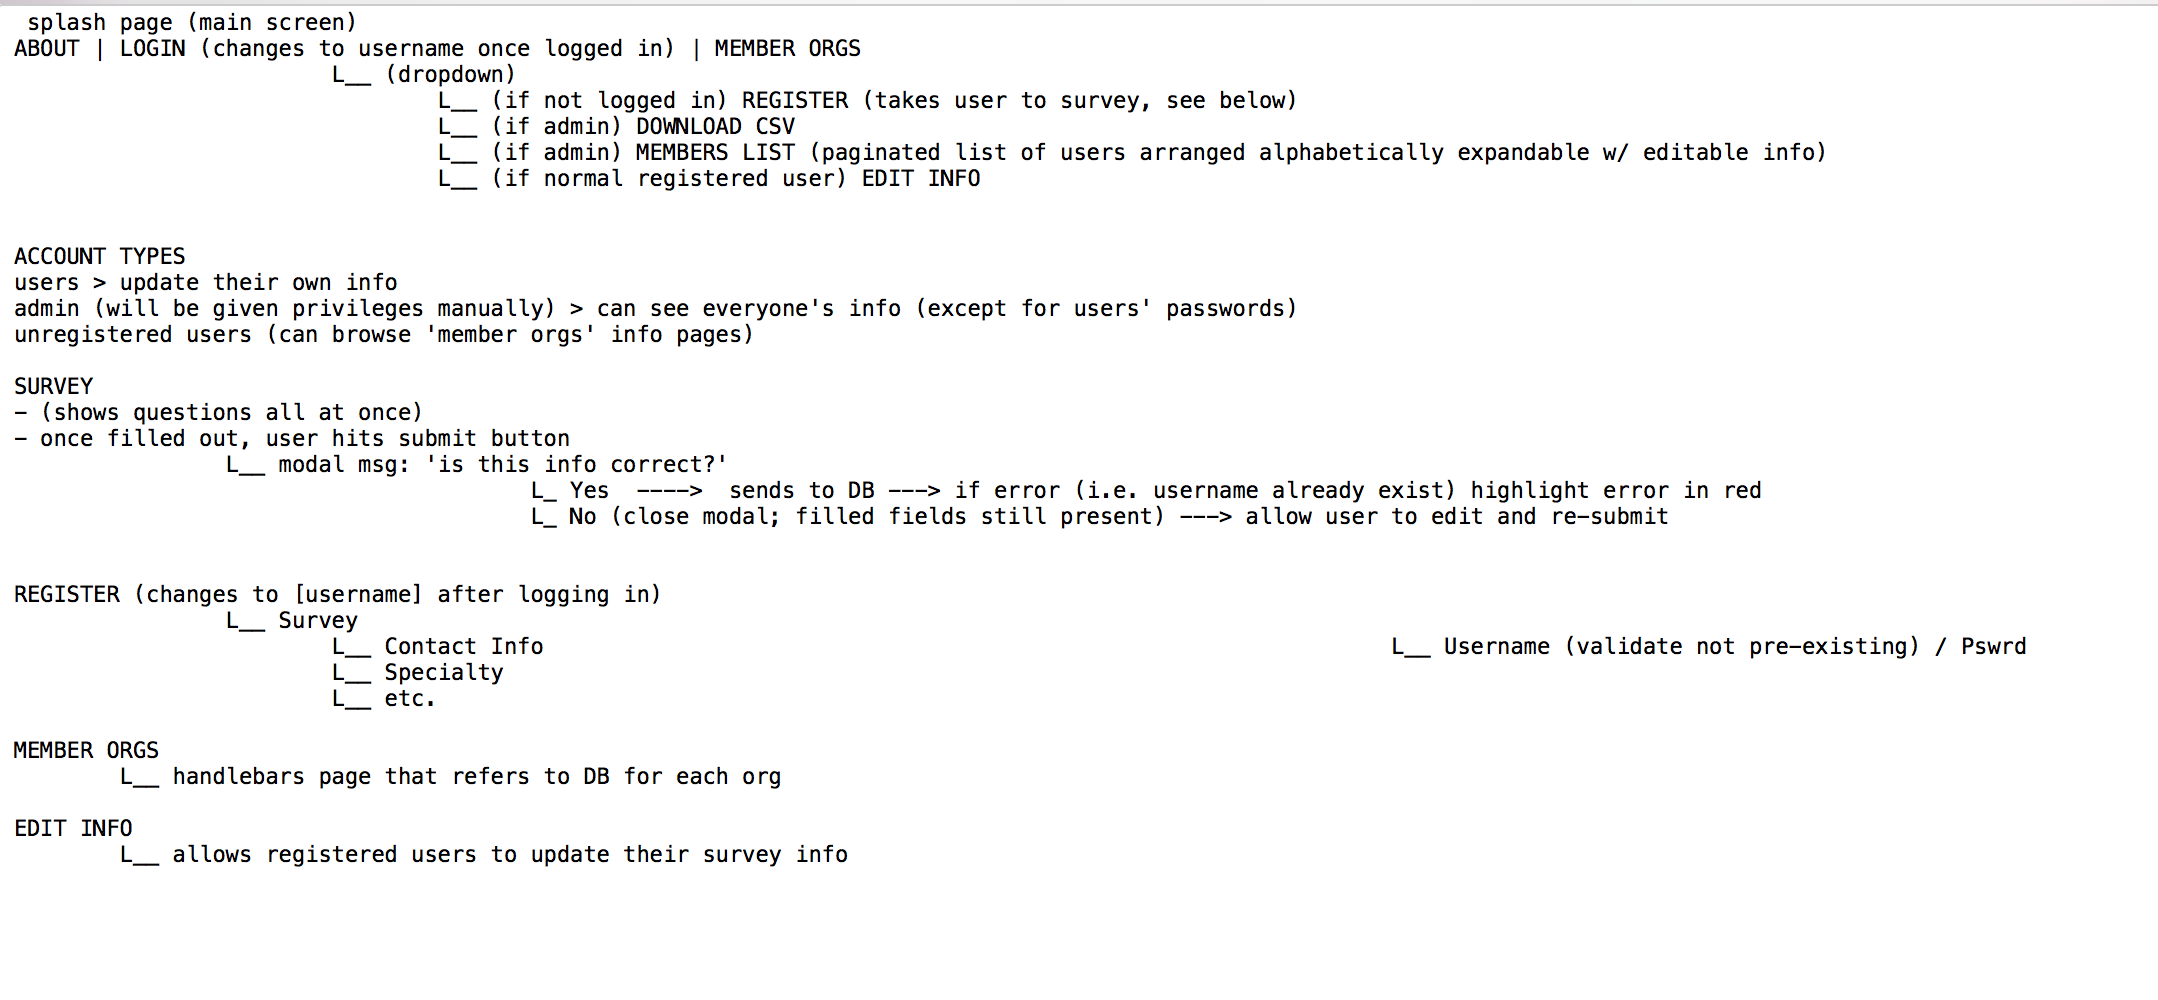 splash page (main screen)
ABOUT | LOGIN (changes to username once logged in) | MEMBER ORGS
L__ (dropdown)
L__ (if not logged in) REGISTER (takes user to survey, see below)
L__ (if admin) DOWNLOAD CSV
L__ (if admin) MEMBERS LIST (paginated list of users arranged alphabetically expandable w/ editable info)
L__ (if normal registered user) EDIT INFO
ACCOUNT TYPES
users > update their own info
admin (will be given privileges manually) > can see everyone's info (except for users' passwords)
unregistered users (can browse 'member orgs' info pages)
SURVEY
- (shows questions all at once)
- once filled out, user hits submit button
L__ modal msg: 'is this info correct?'
L_ Yes ----> sends to DB ---> if error (i.e. username already exist) highlight error in red
L_ No (close modal; filled fields still present) ---> allow user to edit and re-submit
REGISTER (changes to [username] after logging in)
L__ Survey
L__ Contact Info L__ Username (validate not pre-existing) / Pswrd
L__ Specialty
L__ etc.
MEMBER ORGS
L__ handlebars page that refers to DB for each org
EDIT INFO
L__ allows registered users to update their survey info